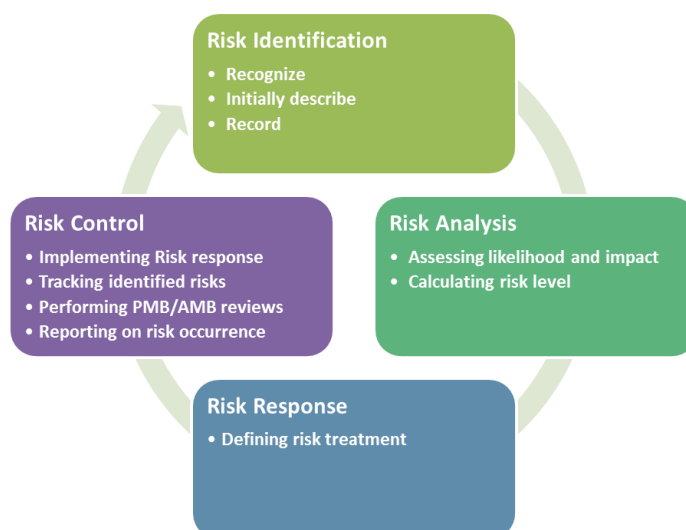 Risk Identification
• Recognize
• Initially describe
• Record
Risk Control
• Implementing Risk response
• Tracking identified risks
• Performing PMB/AMB reviews
• Reporting on risk occurrence
Risk Analysis
• Assessing likelihood and impact
• Calculating risk level
Risk Response
• Defining risk treatment